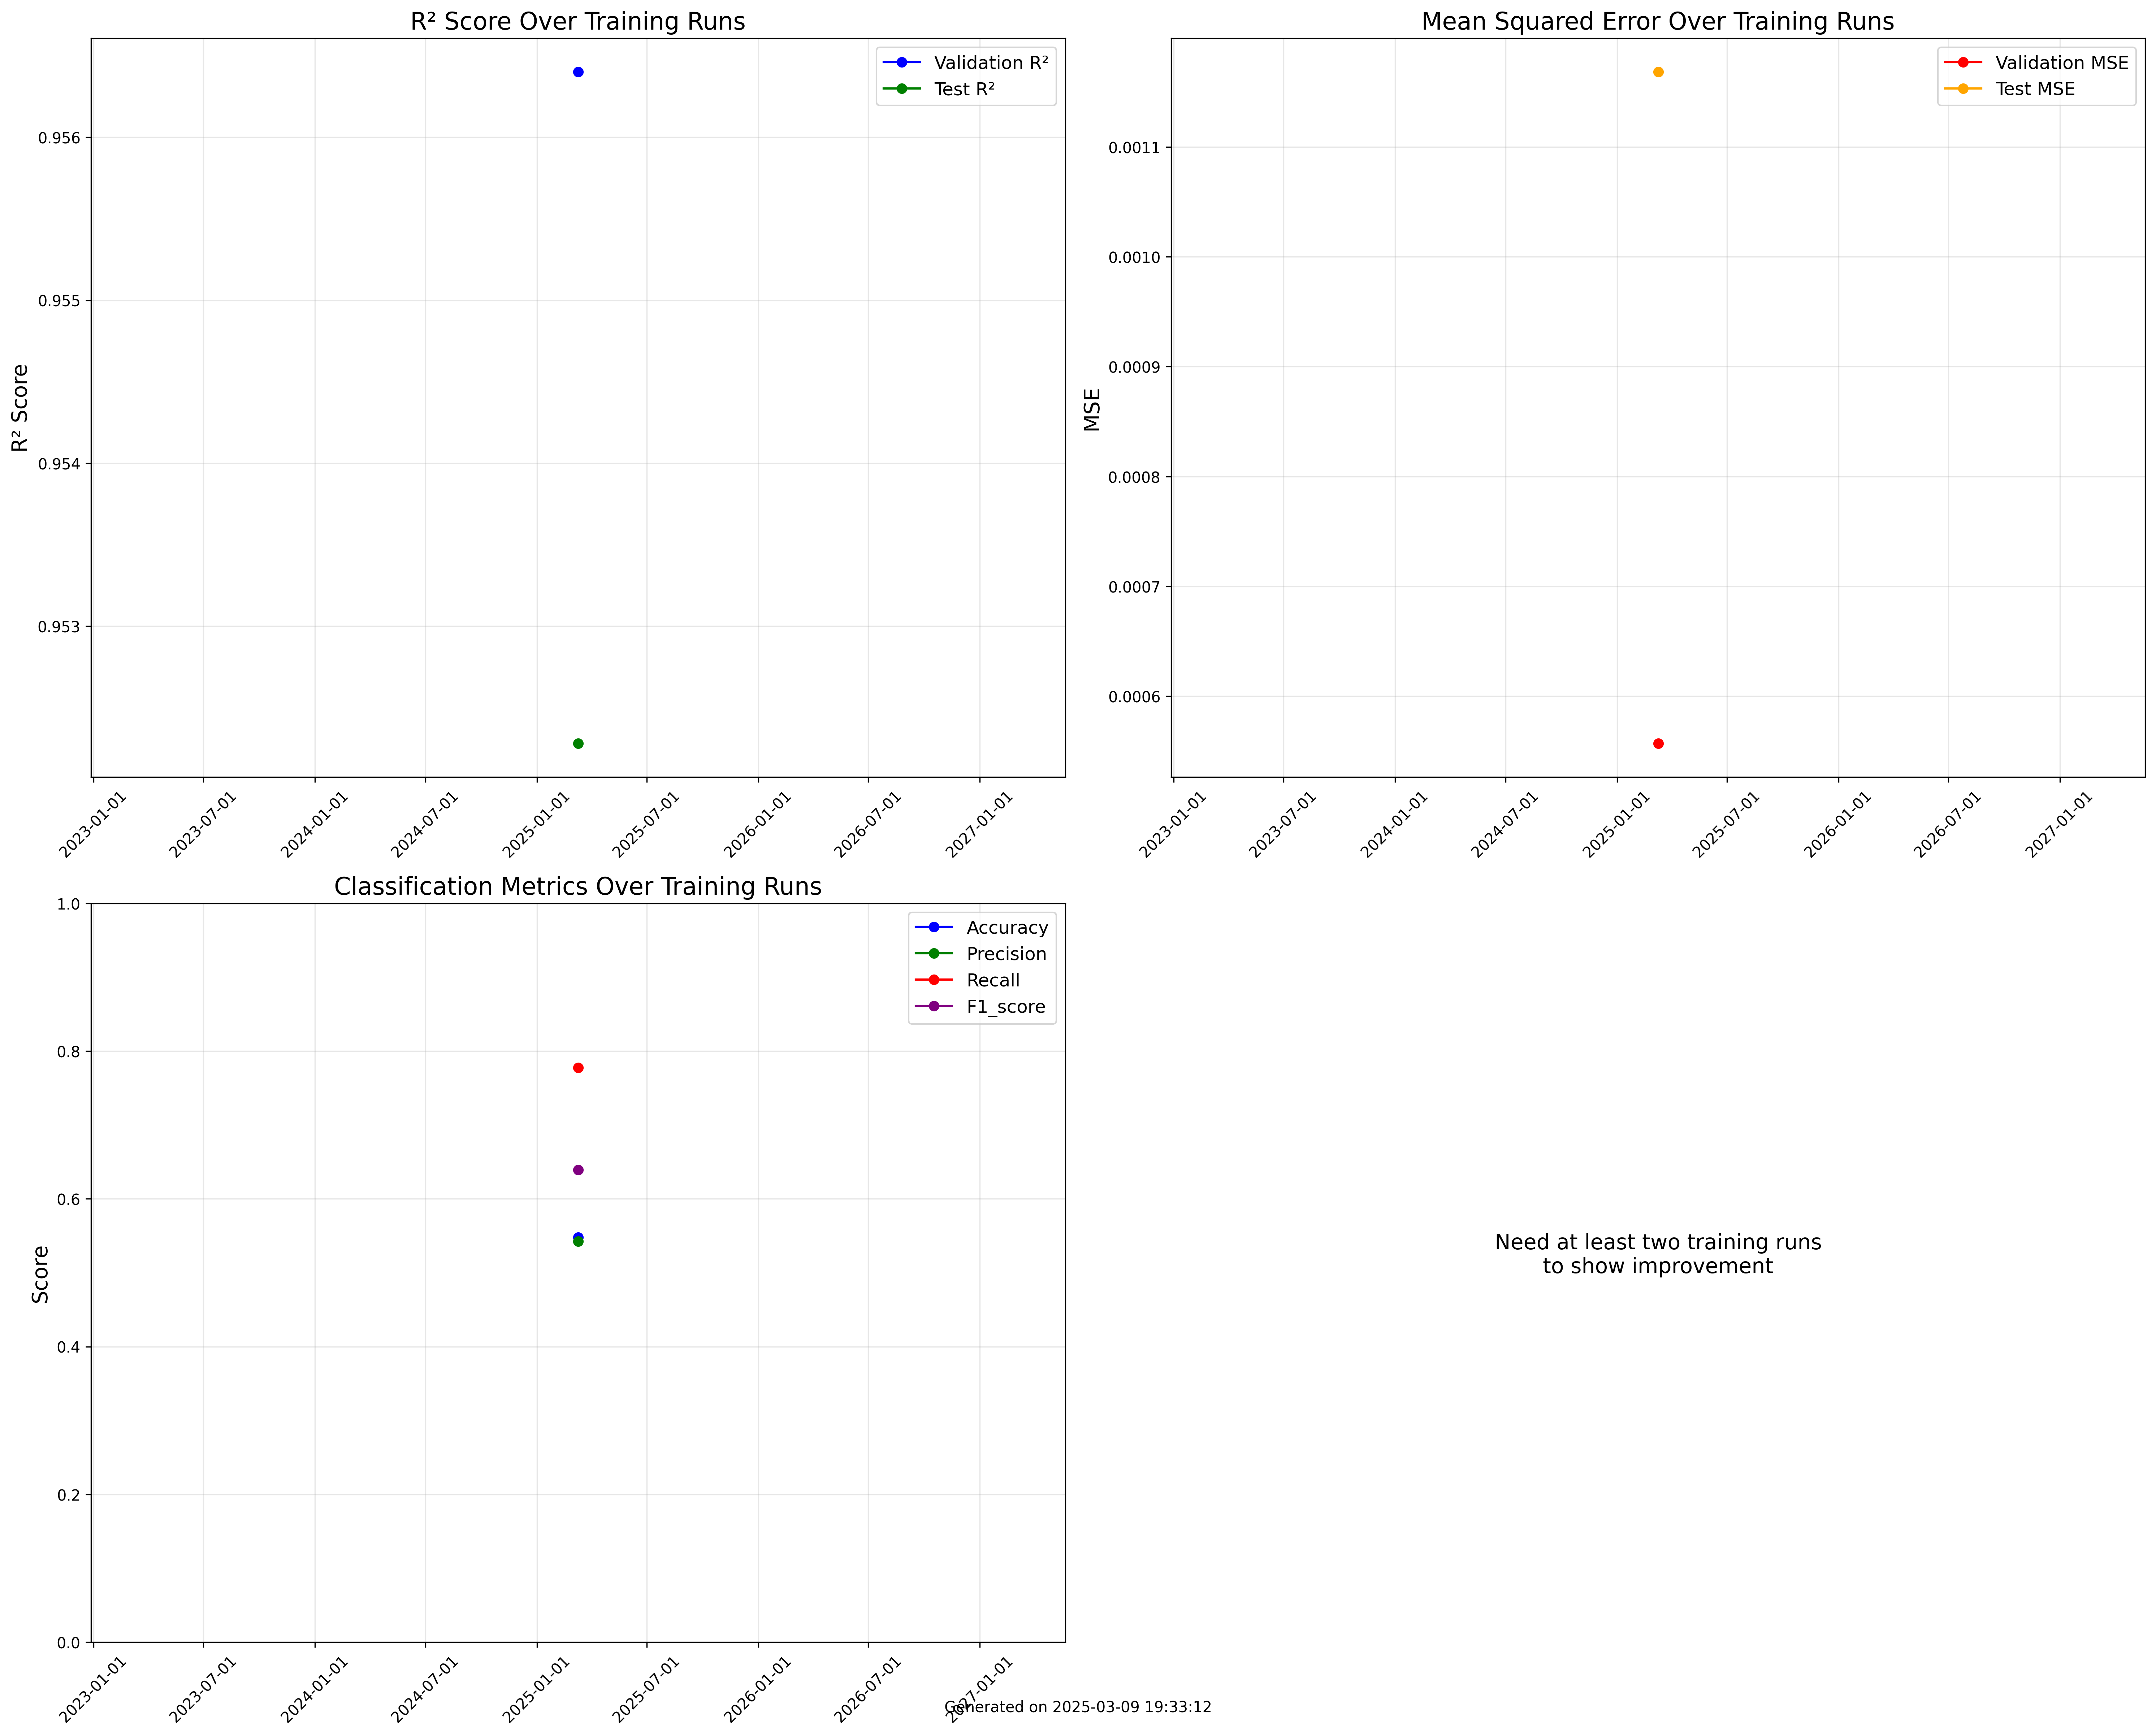 R² Score Over Training Runs
Validation R²
Test R²
R² Score
0.956
0.955
0.954
0.953
2023-01-01
2023-07-01
2024-01-01
2024-07-01
2025-01-01
2025-07-01
2026-01-01
2026-07-01
2027-01-01
Mean Squared Error Over Training Runs
Validation MSE
Test MSE
MSE
0.0011
0.0010
0.0009
0.0008
0.0007
0.0006
2023-01-01
2023-07-01
2024-01-01
2024-07-01
2025-01-01
2025-07-01
2026-01-01
2026-07-01
2027-01-01
Classification Metrics Over Training Runs
Accuracy
Precision
Recall
F1_score
Score
1.0
0.8
0.6
0.4
0.2
0.0
2023-01-01
2023-07-01
2024-01-01
2024-07-01
2025-01-01
2025-07-01
2026-01-01
2026-07-01
2027-01-01
Need at least two training runs
to show improvement
Generated on 2025-03-09 19:33:12